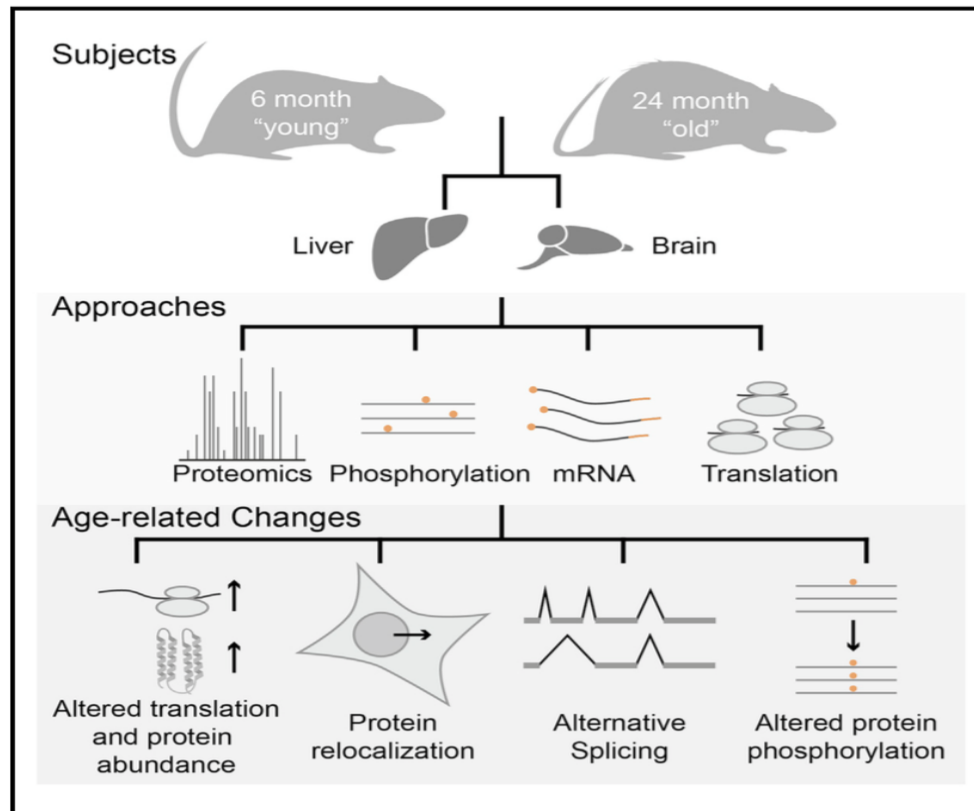 Subjects
6 month
“young”
24 month
“old”
Liver
Brain
Approaches
Proteomics
Phosphorylation
mRNA
Translation
Age-related Changes
Altered translation
and protein
abundance
Protein
relocalization
Alternative
Splicing
Altered protein
phosphorylation